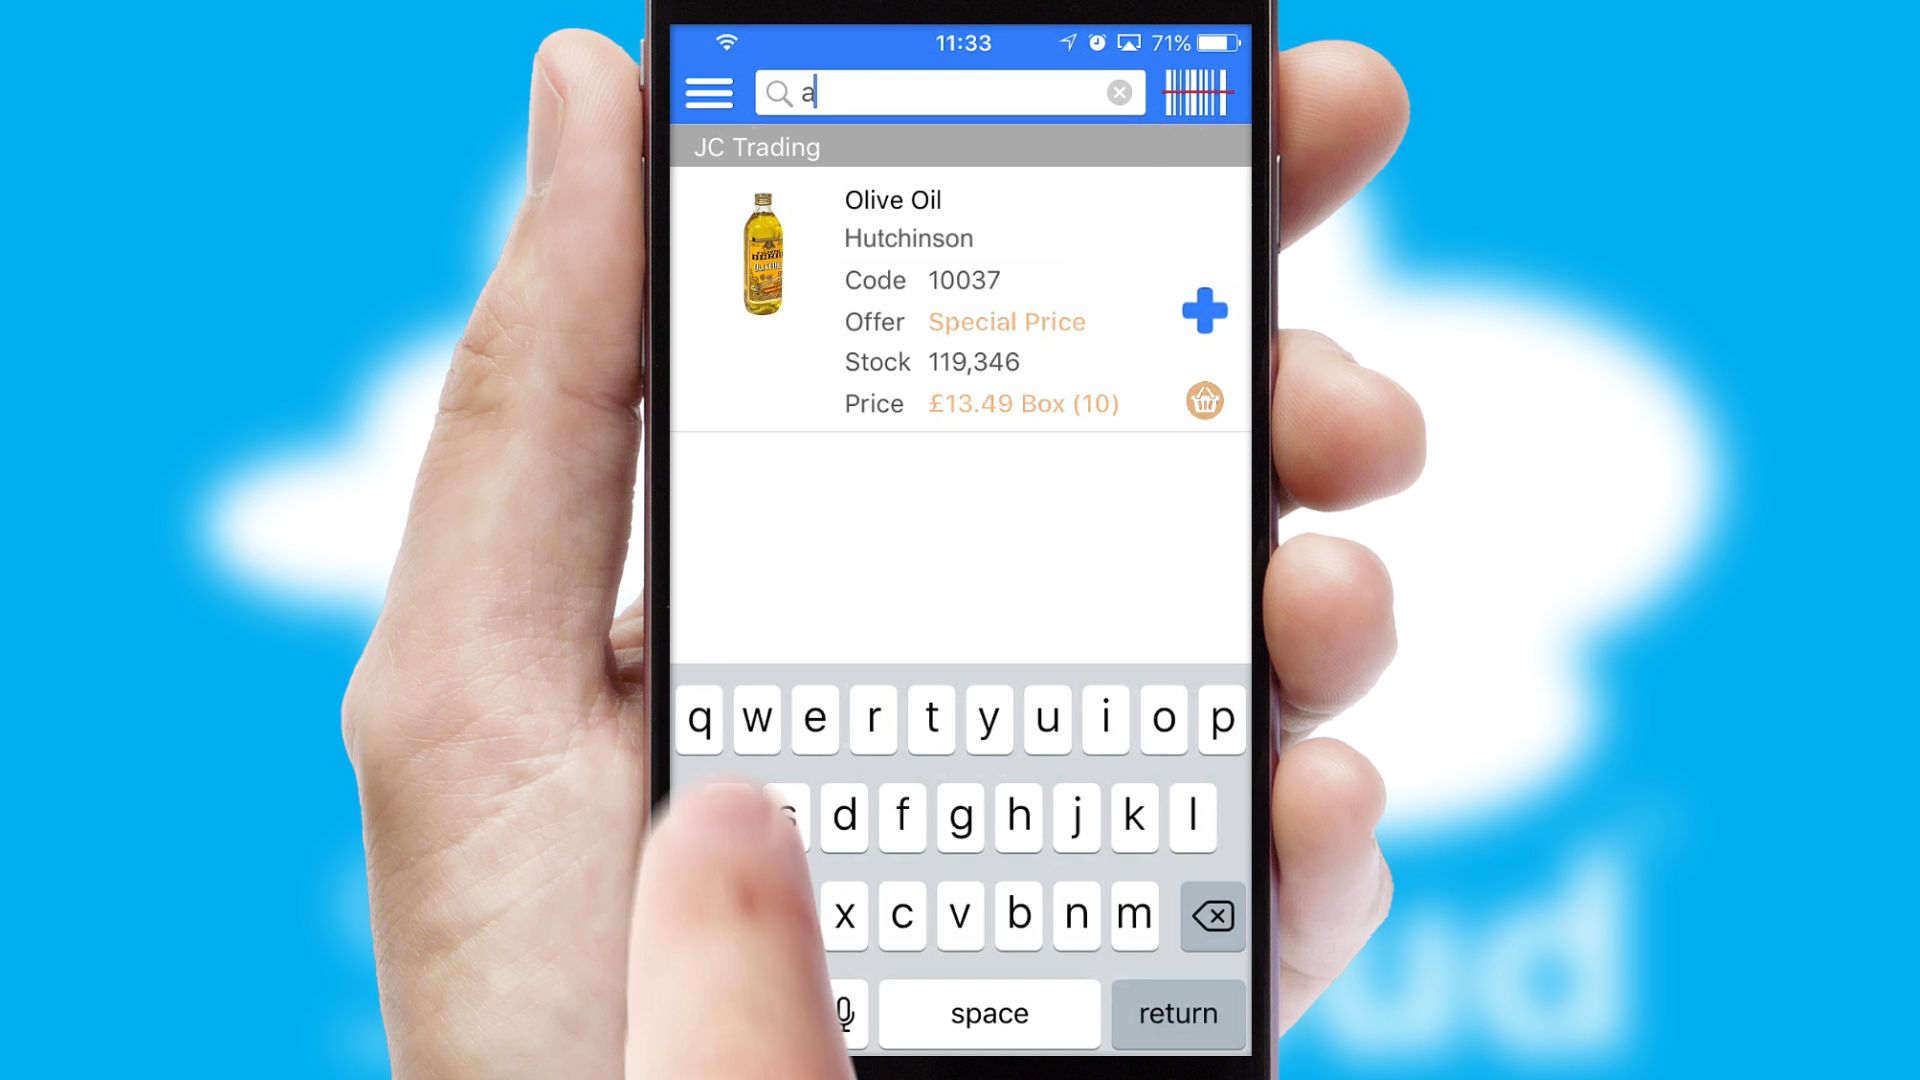 11:33
71%
a
JC Trading
Olive Oil
Hutchinson
Code 10037
Offer Special Price
Stock 119,346
Price £13.49 Box (10)
q w e r t y u i o p
s d f g h j k l
x c v b n m
space return
ud